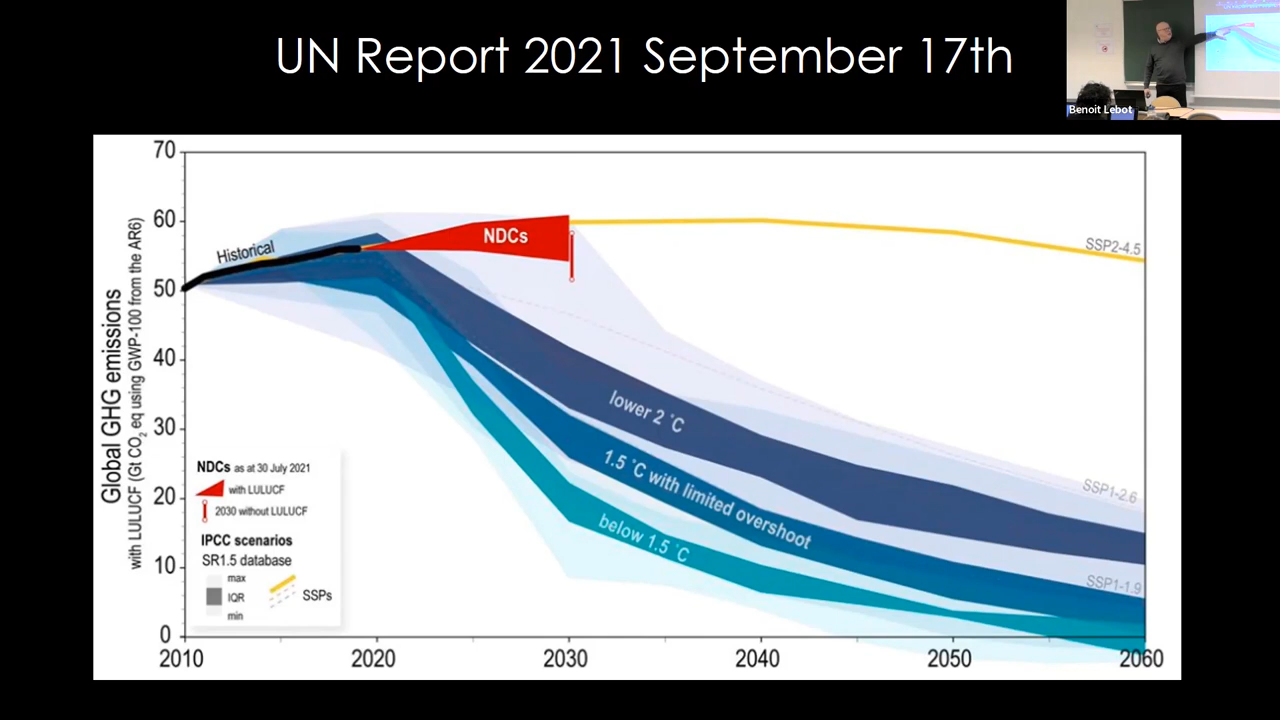 UN Report 2021 September 17th
Benoit Lebot
70
60
50
40
30
20
10
0
Global GHG emissions
with LULUCF (Gt CO2 eq using GWP-100 from the AR6)
Historical
NDCs
SSP2-4.5
lower 2 °C
1.5 °C with limited overshoot
below 1.5 °C
SSP1-2.6
SSP1-1.9
NDCs as at 30 July 2021
with LULUCF
2030 without LULUCF
IPCC scenarios
SR1.5 database
max
IQR
min
SSPs
2010
2020
2030
2040
2050
2060